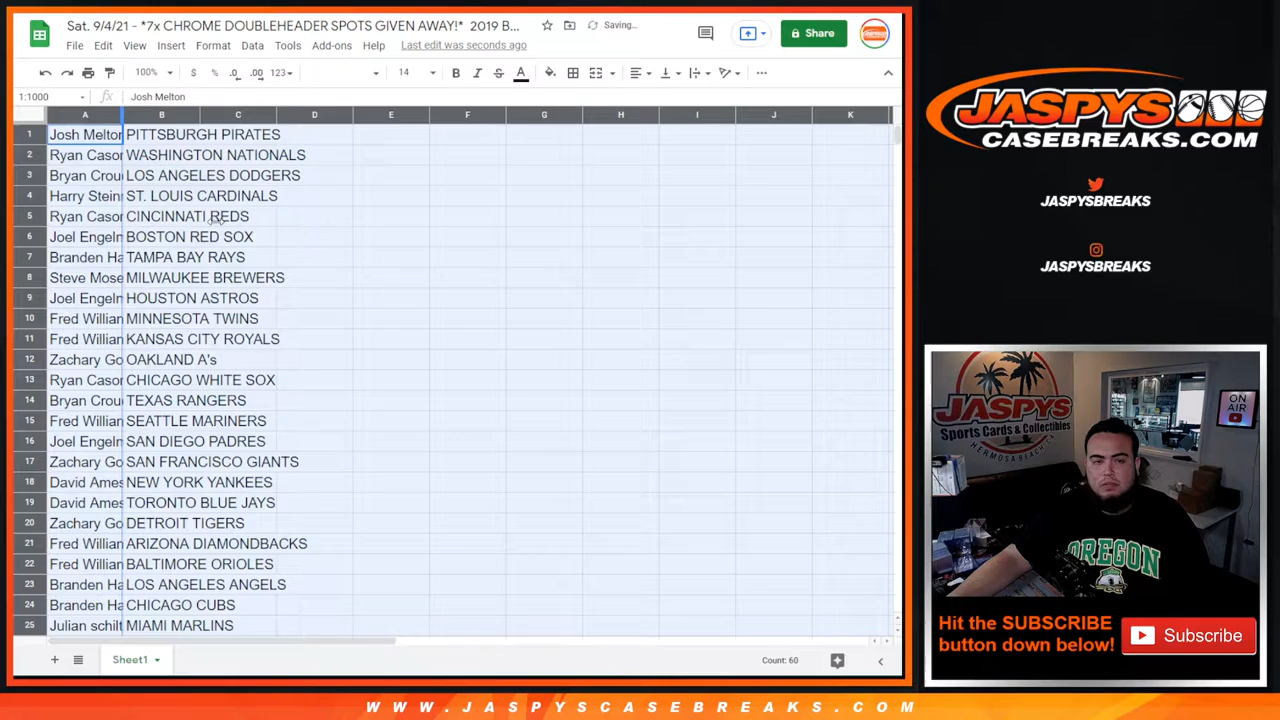 Sat. 9/4/21 - *7x CHROME DOUBLEHEADER SPOTS GIVEN AWAY!* 2019 B...
Saving...
File Edit View Insert Format Data Tools Add-ons Help Last edit was seconds ago
Share
100% $ % .0 .00 123 14 B I S A
1:1000 fx Josh Melton
A B C D E F G H I J K
1 Josh Melton PITTSBURGH PIRATES
2 Ryan Cason WASHINGTON NATIONALS
3 Bryan Crou LOS ANGELES DODGERS
4 Harry Stein ST. LOUIS CARDINALS
5 Ryan Cason CINCINNATI REDS
6 Joel Engeln BOSTON RED SOX
7 Branden Ha TAMPA BAY RAYS
8 Steve Mose MILWAUKEE BREWERS
9 Joel Engeln HOUSTON ASTROS
10 Fred Willian MINNESOTA TWINS
11 Fred Willian KANSAS CITY ROYALS
12 Zachary Go OAKLAND A's
13 Ryan Cason CHICAGO WHITE SOX
14 Bryan Crou TEXAS RANGERS
15 Fred Willian SEATTLE MARINERS
16 Joel Engeln SAN DIEGO PADRES
17 Zachary Go SAN FRANCISCO GIANTS
18 David Ames NEW YORK YANKEES
19 David Ames TORONTO BLUE JAYS
20 Zachary Go DETROIT TIGERS
21 Fred Willian ARIZONA DIAMONDBACKS
22 Fred Willian BALTIMORE ORIOLES
23 Branden Ha LOS ANGELES ANGELS
24 Branden Ha CHICAGO CUBS
25 Julian schilt MIAMI MARLINS
Sheet1
Count: 60
JASPYS
CASEBREAKS.COM
JASPYSBREAKS
JASPYSBREAKS
JASPYS
Sports Cards & Collectibles
HERMOSA BEACH
ON AIR
OREGON
Hit the SUBSCRIBE
button down below!
Subscribe
WWW.JASPYSCASEBREAKS.COM